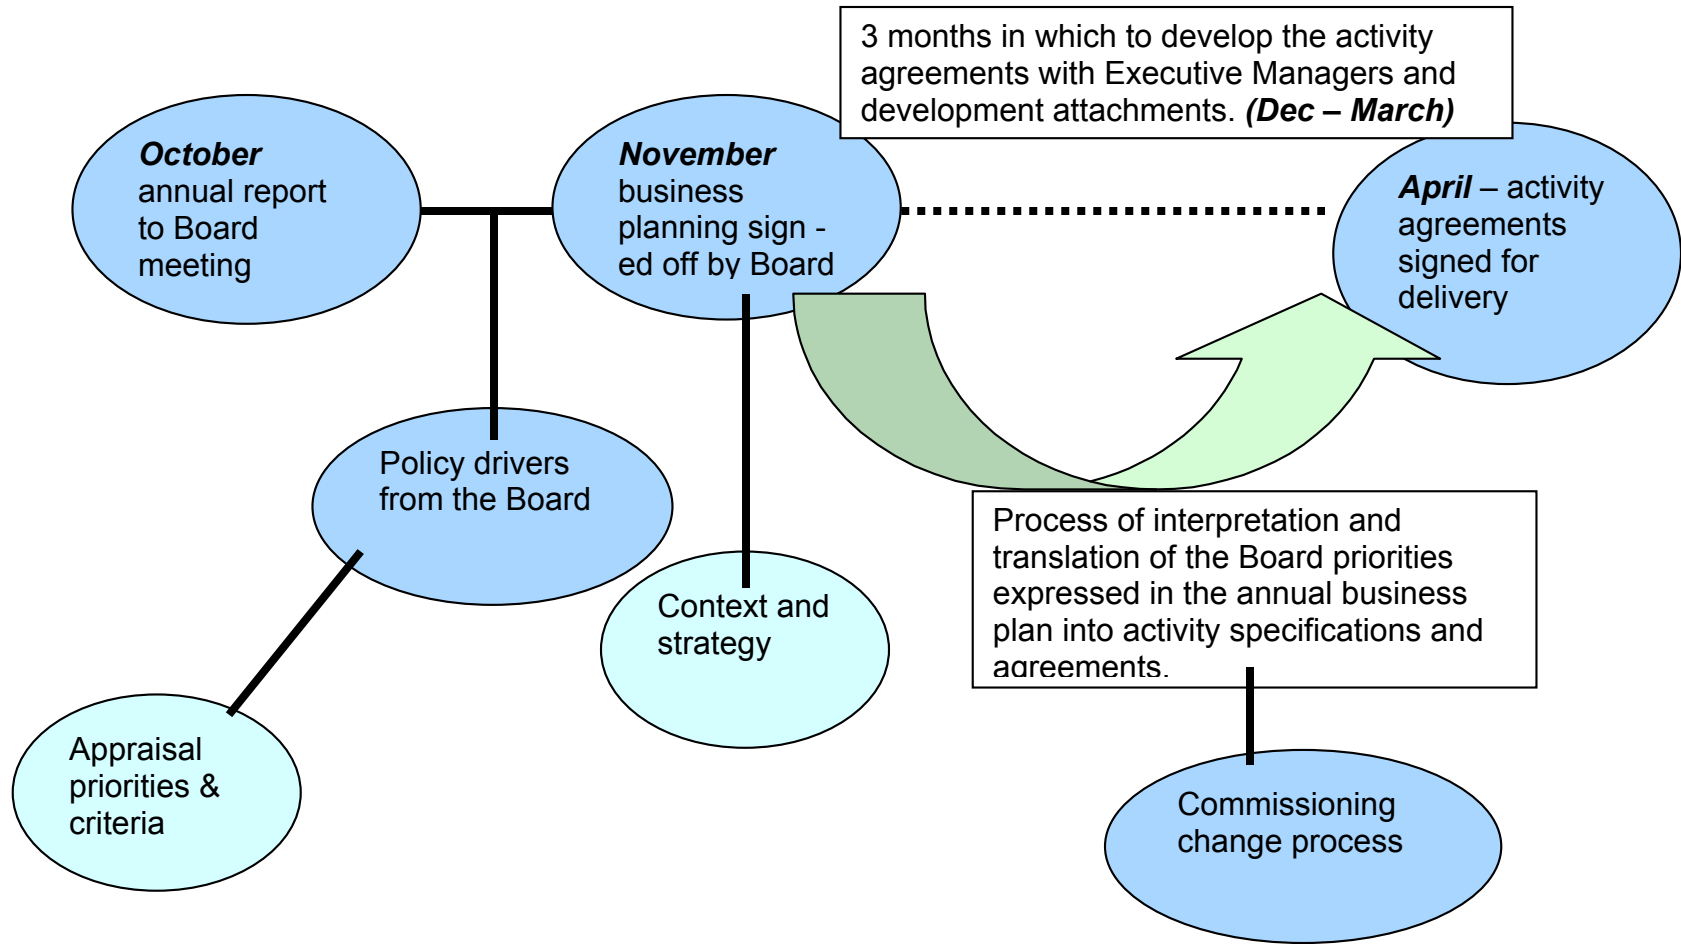 3 months in which to develop the activity
agreements with Executive Managers and
development attachments. (Dec – March)
October
annual report
to Board
meeting
November
business
planning sign -
ed off by Board
April – activity
agreements
signed for
delivery
Policy drivers
from the Board
Process of interpretation and
translation of the Board priorities
expressed in the annual business
plan into activity specifications and
agreements.
Context and
strategy
Appraisal
priorities &
criteria
Commissioning
change process